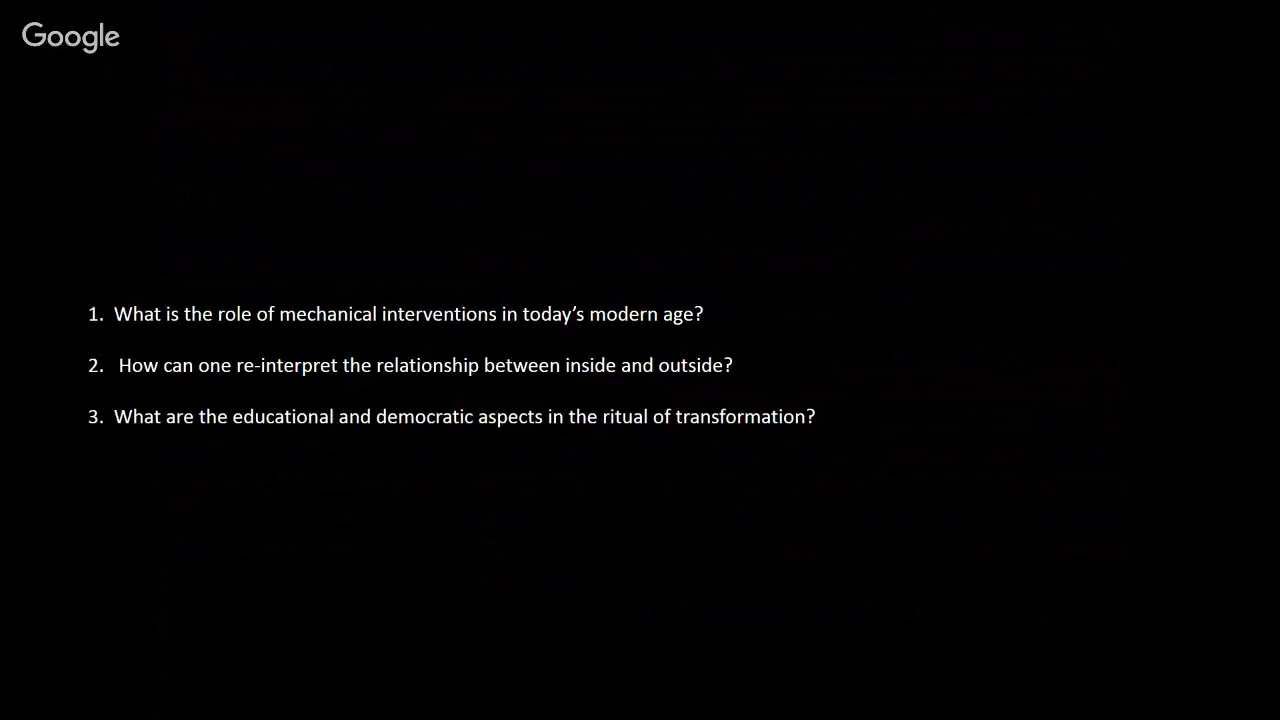 Google
1. What is the role of mechanical interventions in today’s modern age?
2. How can one re-interpret the relationship between inside and outside?
3. What are the educational and democratic aspects in the ritual of transformation?